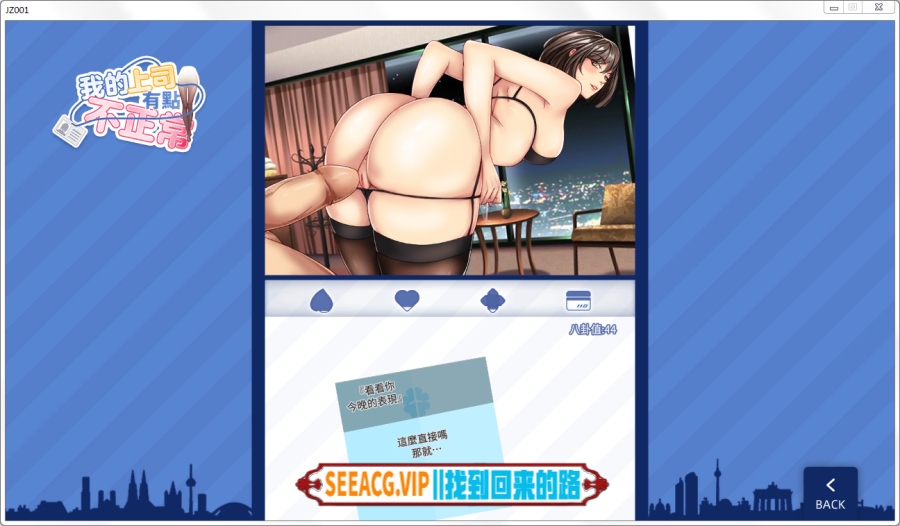 JZ001
我的上司
有點
不正常
八卦值:44
『看看你
今晚的表現』
這麼直接嗎
那就…
SEEACG.VIP||找到回来的路
BACK